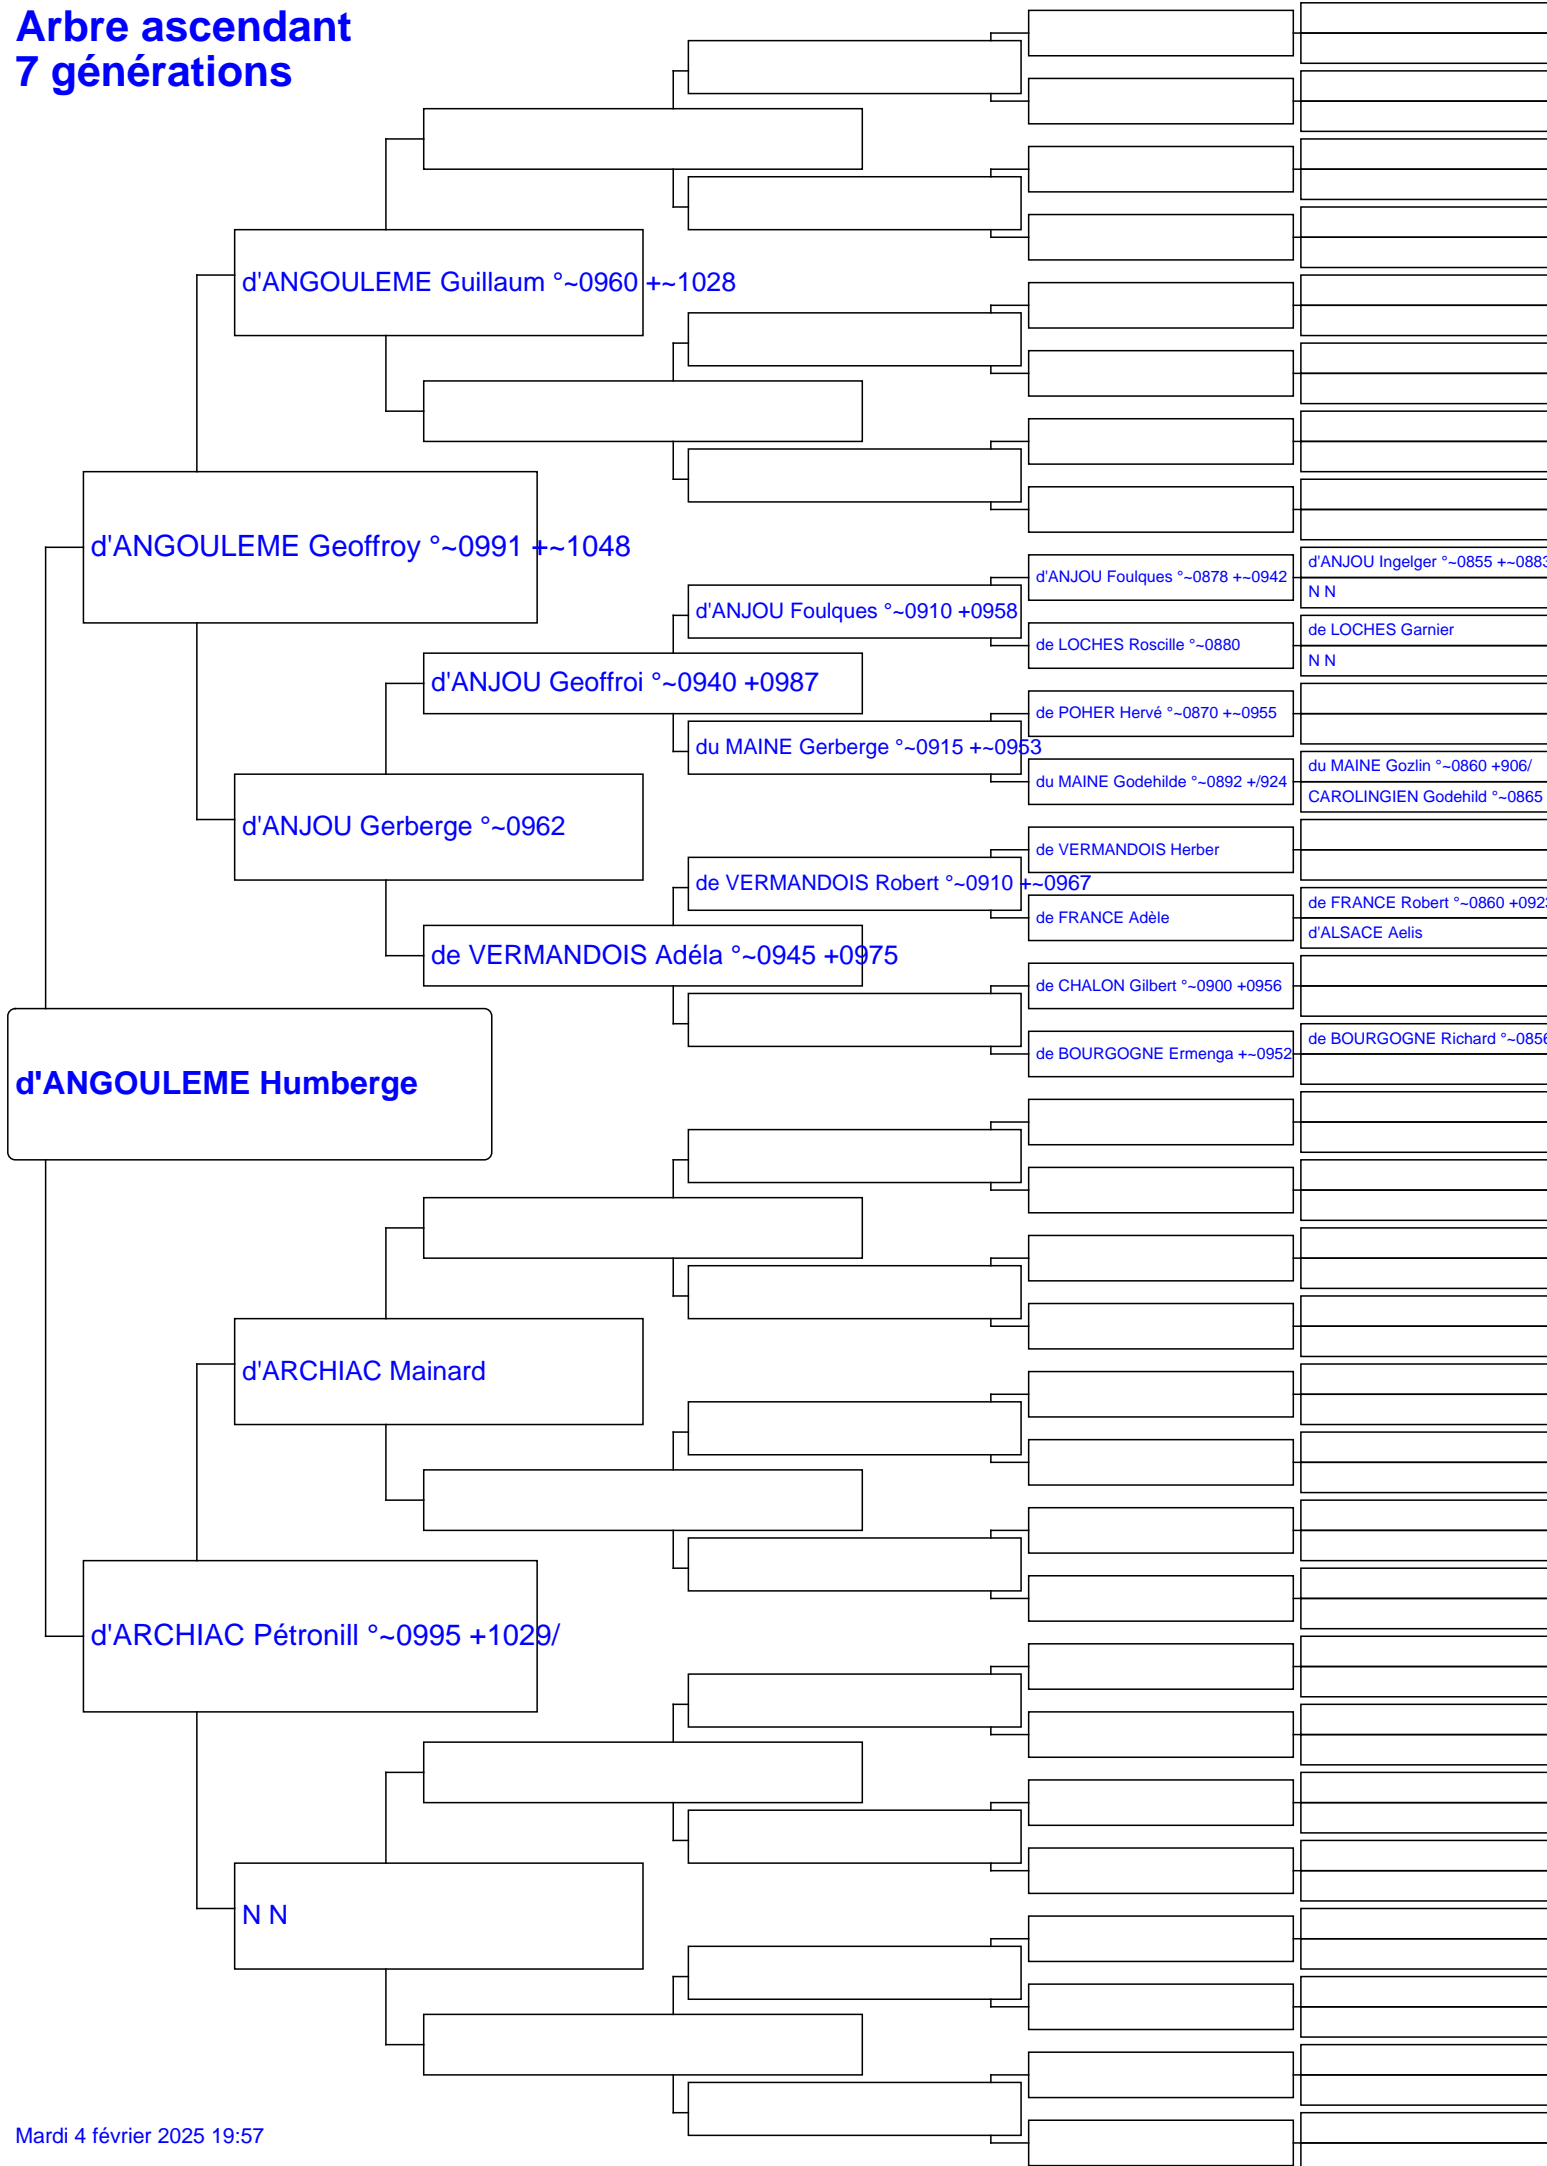 Arbre ascendant
7 générations
d'ANGOULEME Guillaum °~0960 +~1028
d'ANGOULEME Geoffroy °~0991 +~1048
d'ANJOU Foulques °~0878 +~0942
d'ANJOU Ingelger °~0855 +~0883
N N
d'ANJOU Foulques °~0910 +0958
de LOCHES Roscille °~0880
de LOCHES Garnier
N N
d'ANJOU Geoffroi °~0940 +0987
de POHER Hervé °~0870 +~0955
du MAINE Gerberge °~0915 +~0953
du MAINE Godehilde °~0892 +/924
du MAINE Gozlin °~0860 +906/
CAROLINGIEN Godehild °~0865
d'ANJOU Gerberge °~0962
de VERMANDOIS Herber
de VERMANDOIS Robert °~0910 +~0967
de FRANCE Adèle
de FRANCE Robert °~0860 +0923
d'ALSACE Aelis
de VERMANDOIS Adéla °~0945 +0975
de CHALON Gilbert °~0900 +0956
de BOURGOGNE Ermenga +~0952
de BOURGOGNE Richard °~0856
d'ANGOULEME Humberge
d'ARCHIAC Mainard
d'ARCHIAC Pétronill °~0995 +1029/
N N
Mardi 4 février 2025 19:57